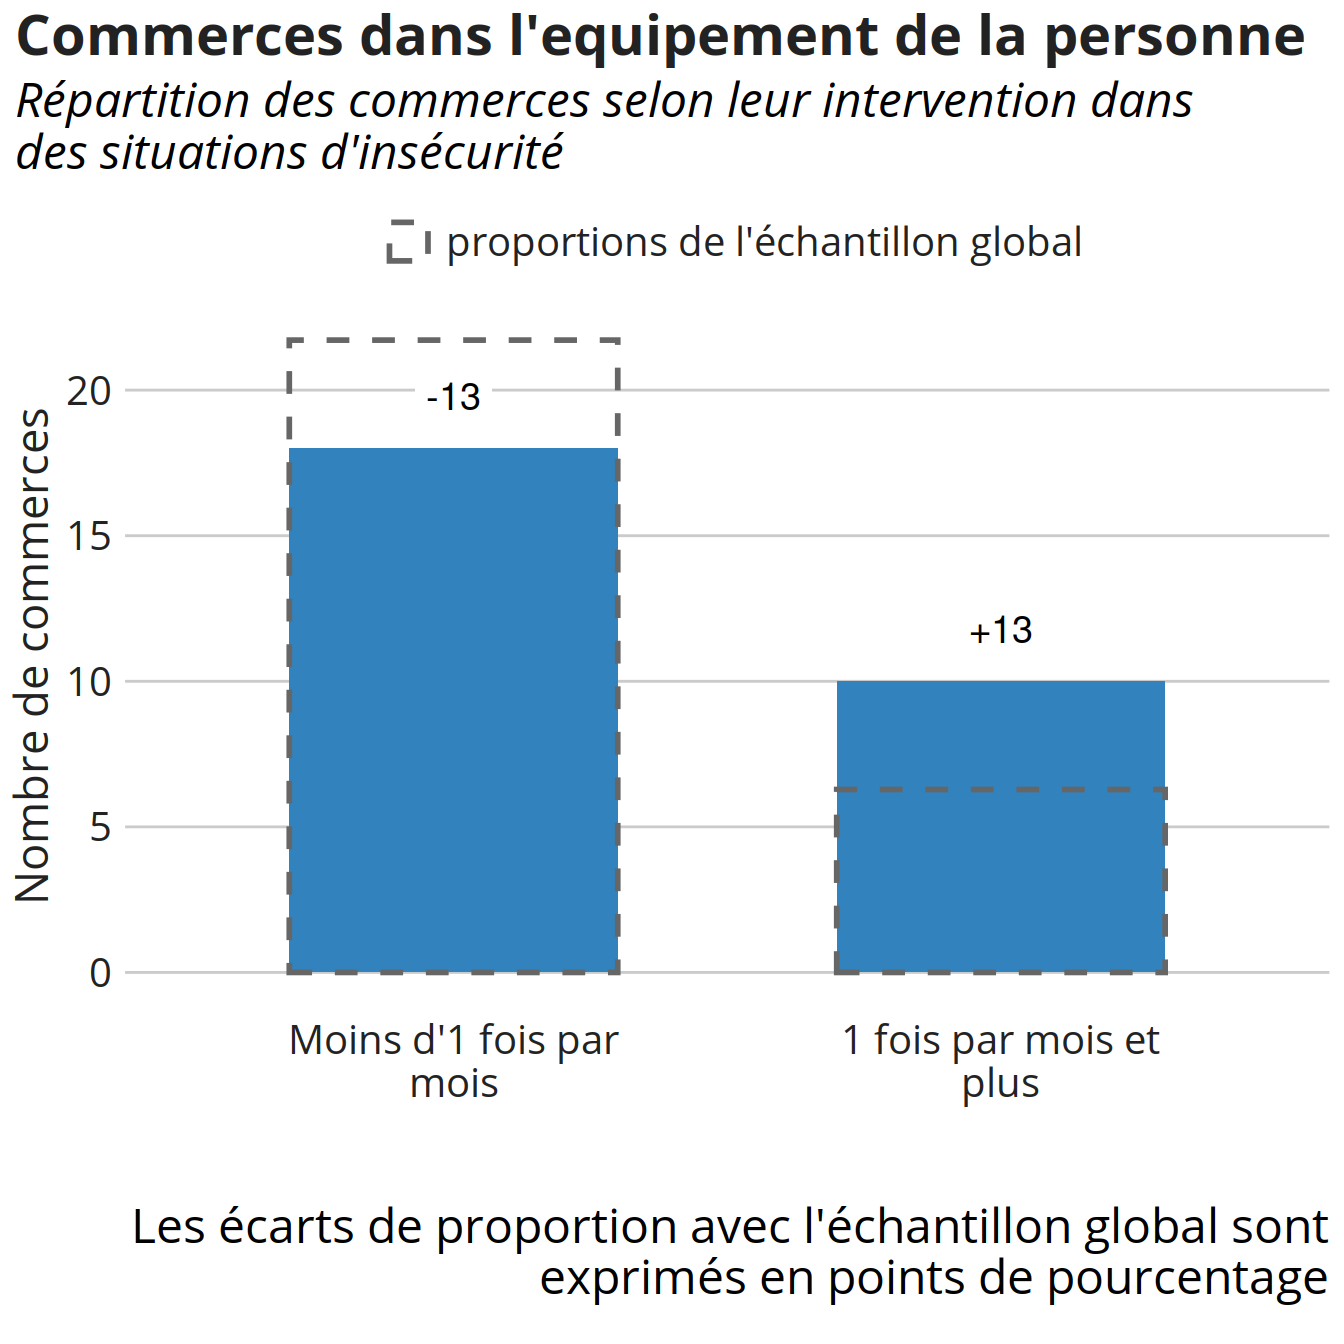 Commerces dans l'equipement de la personne
Répartition des commerces selon leur intervention dans
des situations d'insécurité
proportions de l'échantillon global
Nombre de commerces
20
15
10
5
0
-13
+13
Moins d'1 fois par
mois
1 fois par mois et
plus
Les écarts de proportion avec l'échantillon global sont
exprimés en points de pourcentage